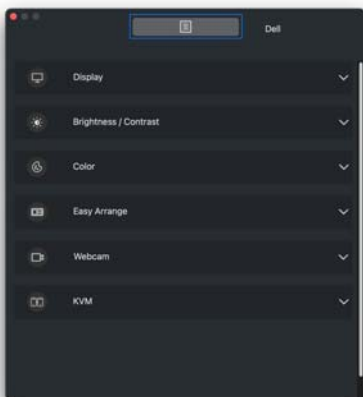 Dell
Display
Brightness / Contrast
Color
Easy Arrange
Webcam
KVM